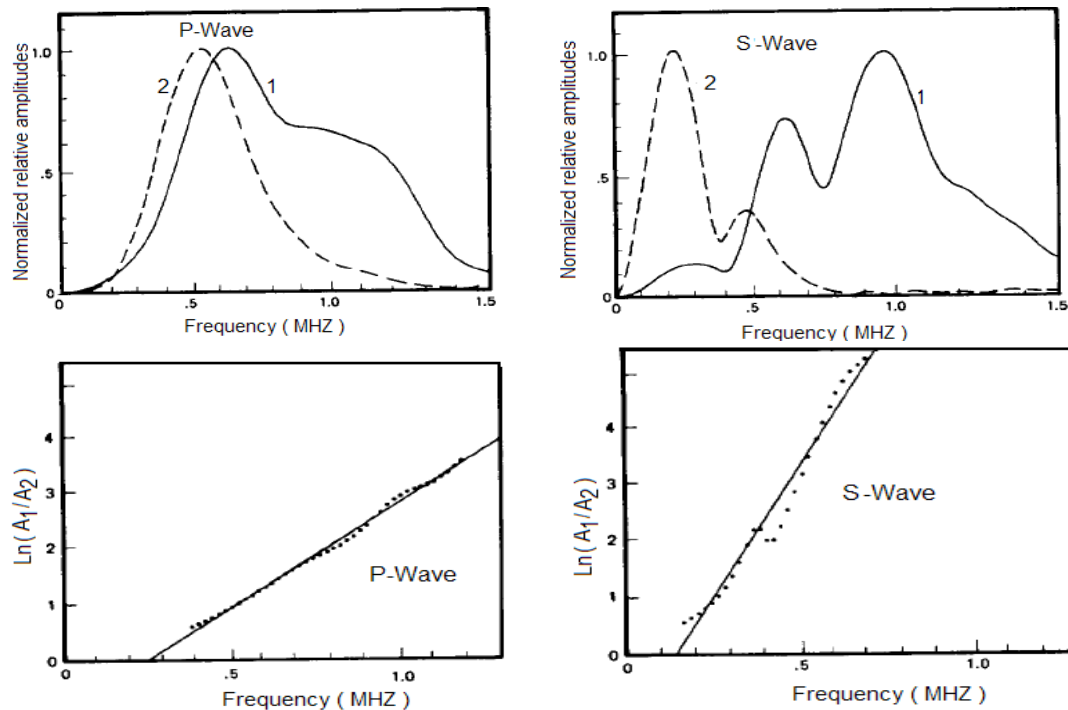 P-Wave
Normalized relative amplitudes
1.0
.5
0
2
1
0
.5
1.0
1.5
Frequency ( MHZ )
S -Wave
Normalized relative amplitudes
1.0
.5
0
2
1
0
.5
1.0
1.5
Frequency ( MHZ )
Ln( A1/A2)
4
3
2
1
0
P-Wave
0
.5
1.0
Frequency ( MHZ )
Ln( A1/A2)
4
3
2
1
0
S -Wave
0
.5
1.0
Frequency ( MHZ )